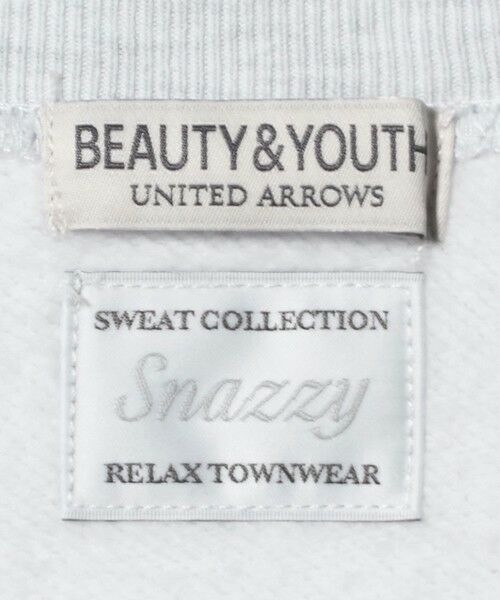 BEAUTY&YOUTH
UNITED ARROWS
SWEAT COLLECTION
Snazzy
RELAX TOWNWEAR